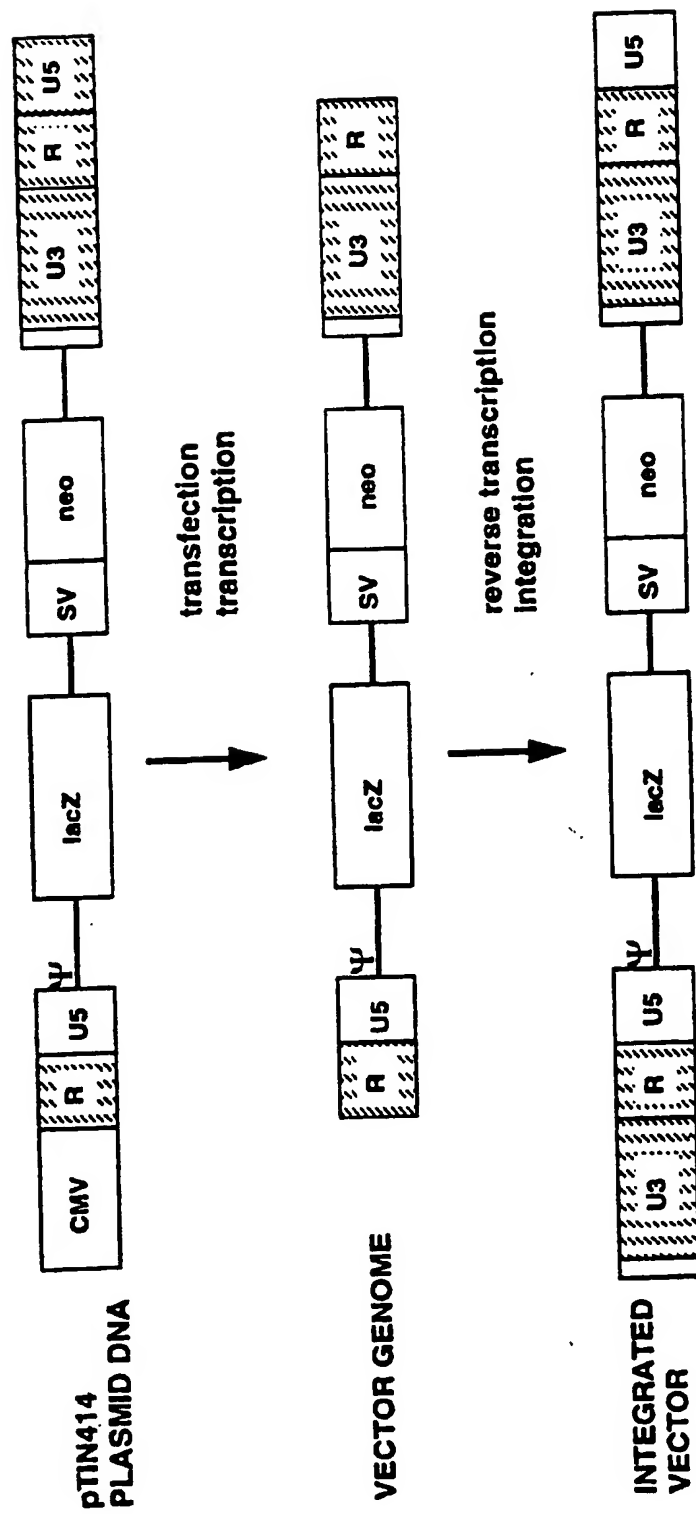 pTIN414
PLASMID DNA
CMV R U5 Ψ lacZ SV neo U3 R U5
transfection
transcription
VECTOR GENOME
R U5 Ψ lacZ SV neo U3 R
reverse transcription
integration
INTEGRATED
VECTOR
U3 R U5 Ψ lacZ SV neo U3 R U5